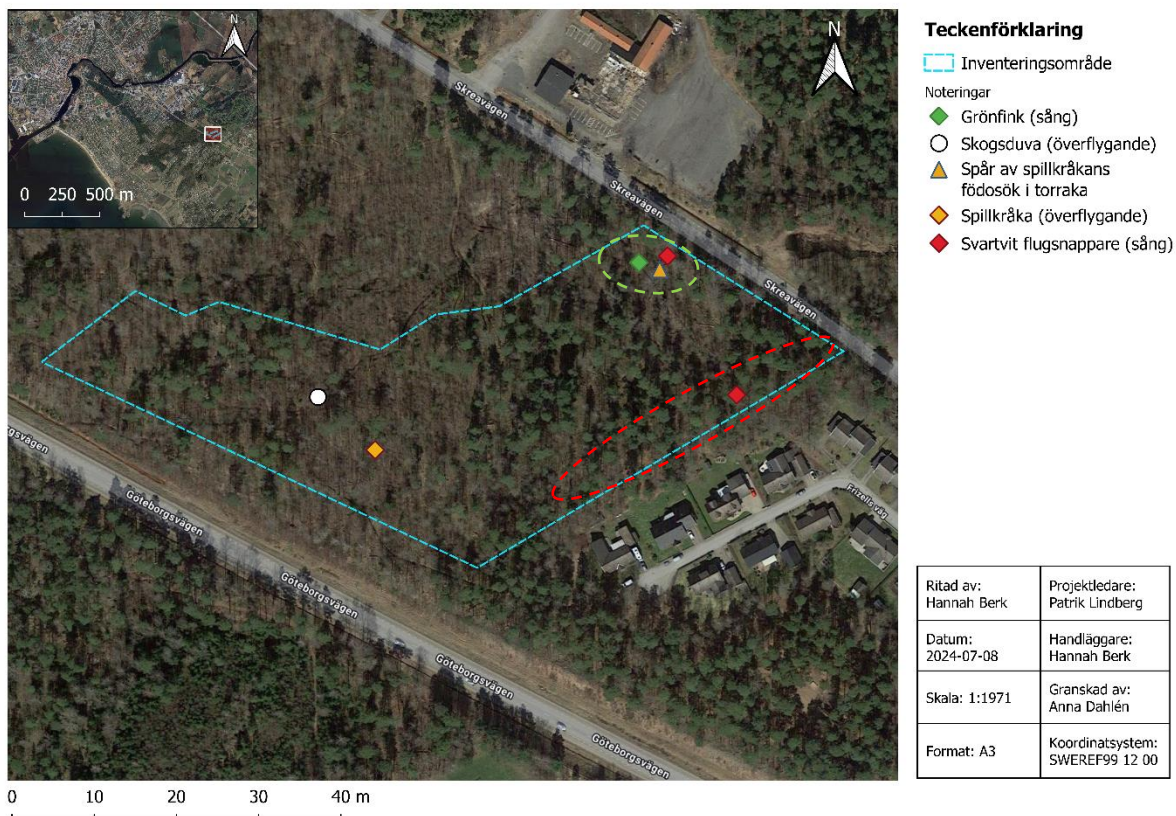 N
0 250 500 m
N
Skreavägen
Skreavägen
Skreavägen
Göteborgsvägen
Göteborgsvägen
Göteborgsvägen
Göteborgsvägen
Frizells väg
0 10 20 30 40 m
Teckenförklaring
Inventeringsområde
Noteringar
Grönfink (sång)
Skogsduva (överflygande)
Spår av spillkråkans
födosök i torraka
Spillkråka (överflygande)
Svartvit flugsnappare (sång)
Ritad av:
Hannah Berk
Projektledare:
Patrik Lindberg
Datum:
2024-07-08
Handläggare:
Hannah Berk
Skala: 1:1971
Granskad av:
Anna Dahlén
Format: A3
Koordinatsystem:
SWEREF99 12 00